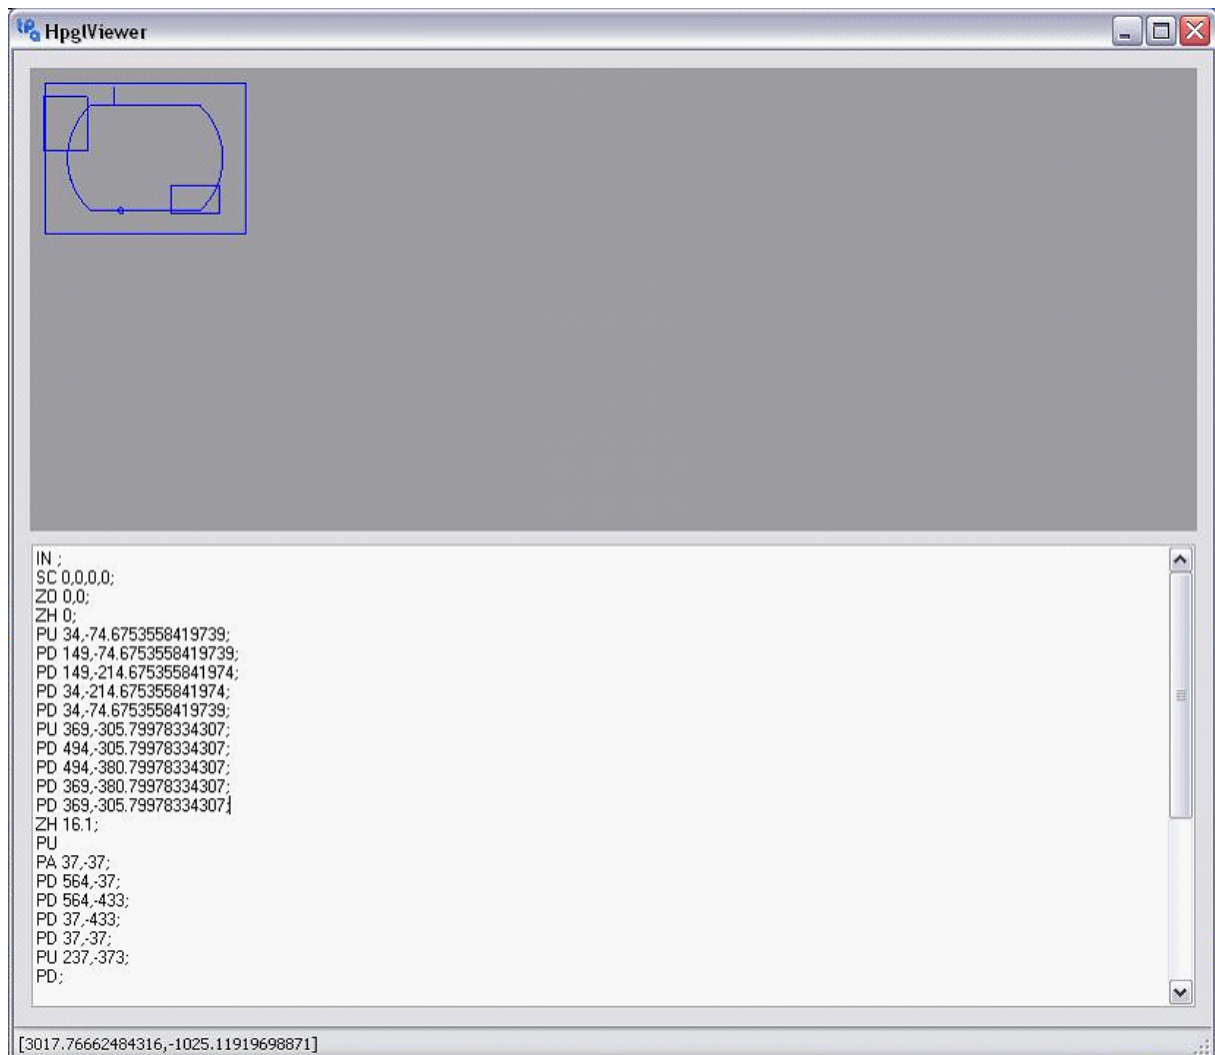 HpglViewer
IN ;
SC 0,0,0,0;
ZO 0,0;
ZH 0;
PU 34,-74.6753558419739;
PD 149,-74.6753558419739;
PD 149,-214.675355841974;
PD 34,-214.675355841974;
PD 34,-74.6753558419739;
PU 369,-305.79978334307;
PD 494,-305.79978334307;
PD 494,-380.79978334307;
PD 369,-380.79978334307;
PD 369,-305.79978334307;
ZH 16.1;
PU
PA 37,-37;
PD 564,-37;
PD 564,-433;
PD 37,-433;
PD 37,-37;
PU 237,-373;
PD;
[3017.76662484316,-1025.11919698871]